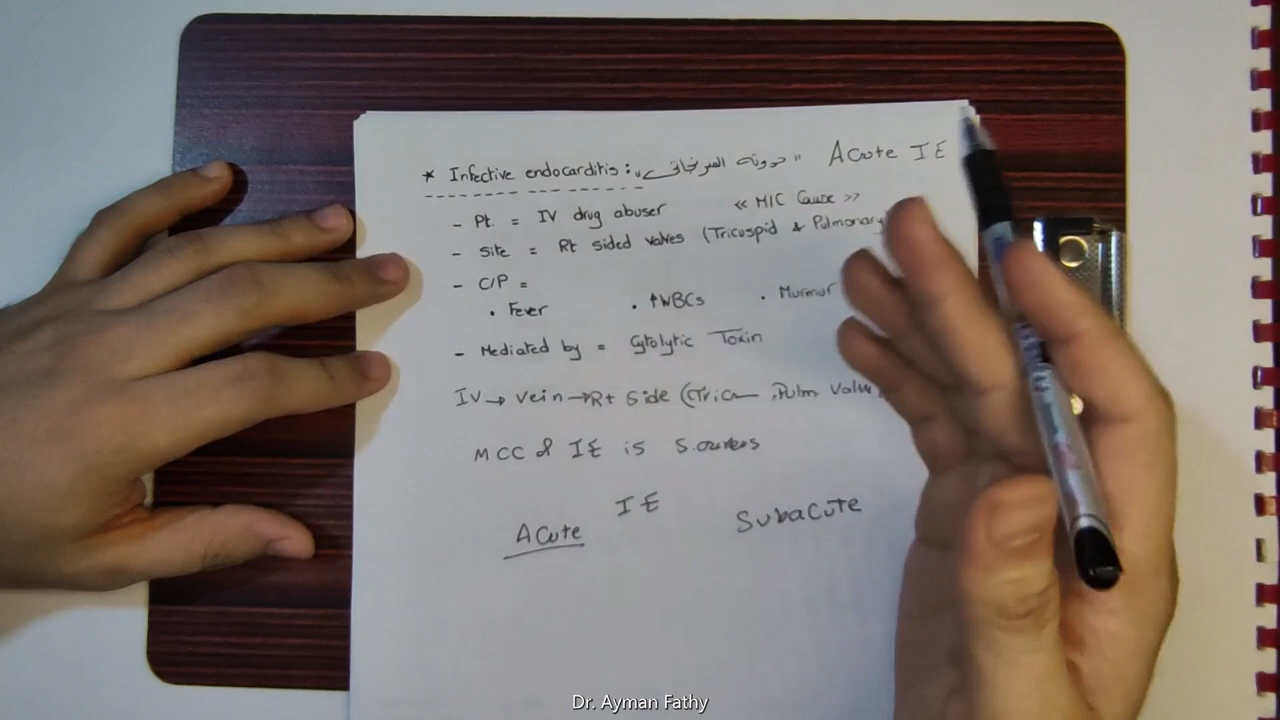 * Infective endocarditis : Acute IE
- Pt. = IV drug abuser << MIC Cause >>
- Site = Rt sided valves (Tricuspid & Pulmonary
- C/P =
• Fever • ↑WBCs • Murmur
- Mediated by = Cytolytic Toxin
IV → Vein → Rt Side (Tric , Pulm Valve
MCC of IE is S. aureus
IE
Acute Subacute
Dr. Ayman Fathy